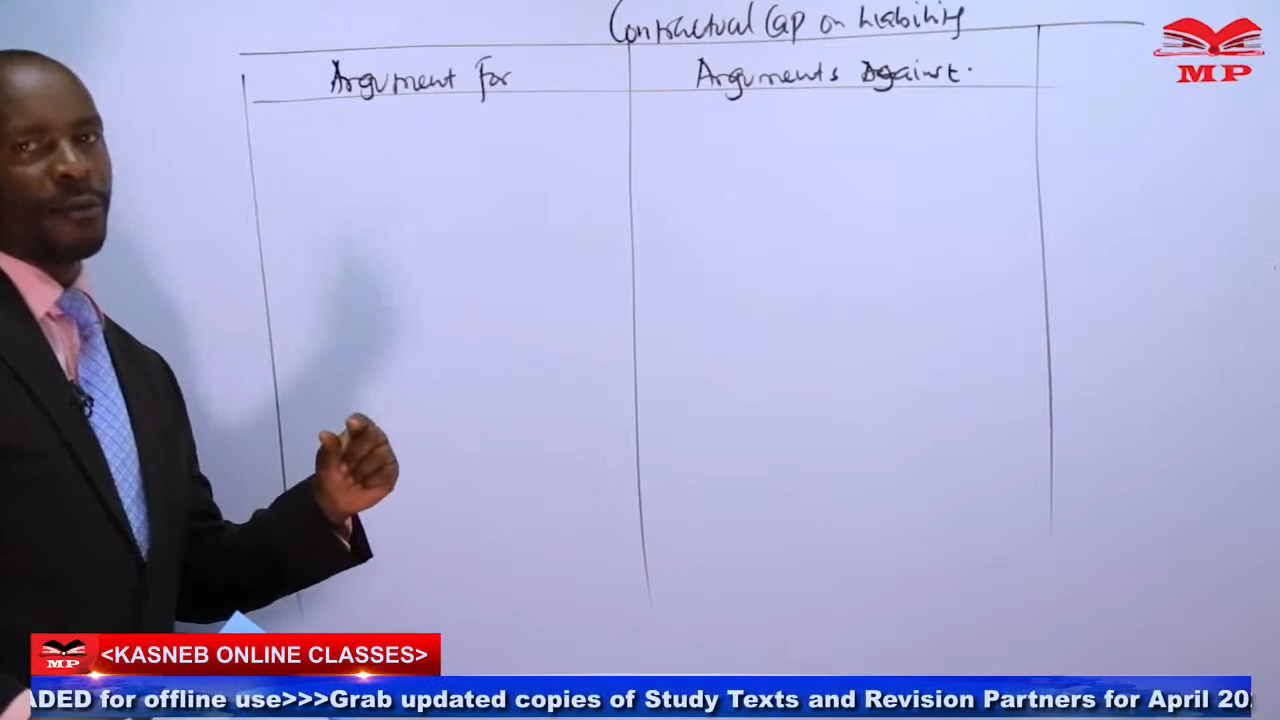 Contractual Cap on Liability
Argument for
Arguments Against.
MP
MP
<KASNEB ONLINE CLASSES>
ADED for offline use>>>Grab updated copies of Study Texts and Revision Partners for April 20